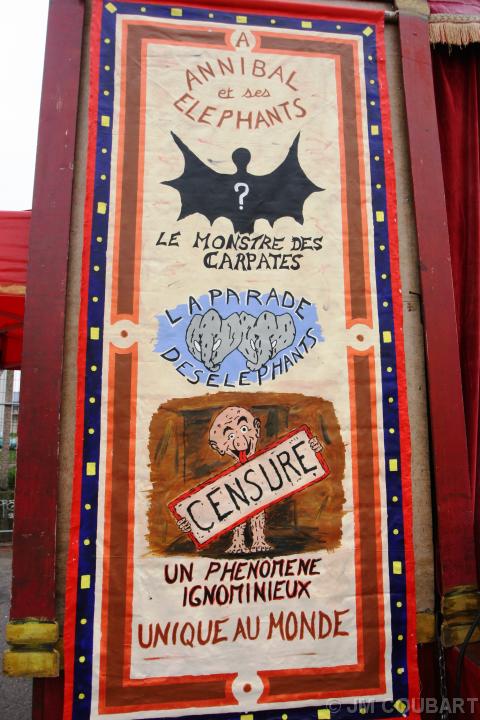 A
ANNIBAL
et ses
ELEPHANTS
?
LE MONSTRE DES
CARPATES
LA PARADE
DES ELEPHANTS
CENSURÉ
UN PHENOMENE
IGNOMINIEUX
UNIQUE AU MONDE
© JM COUBART